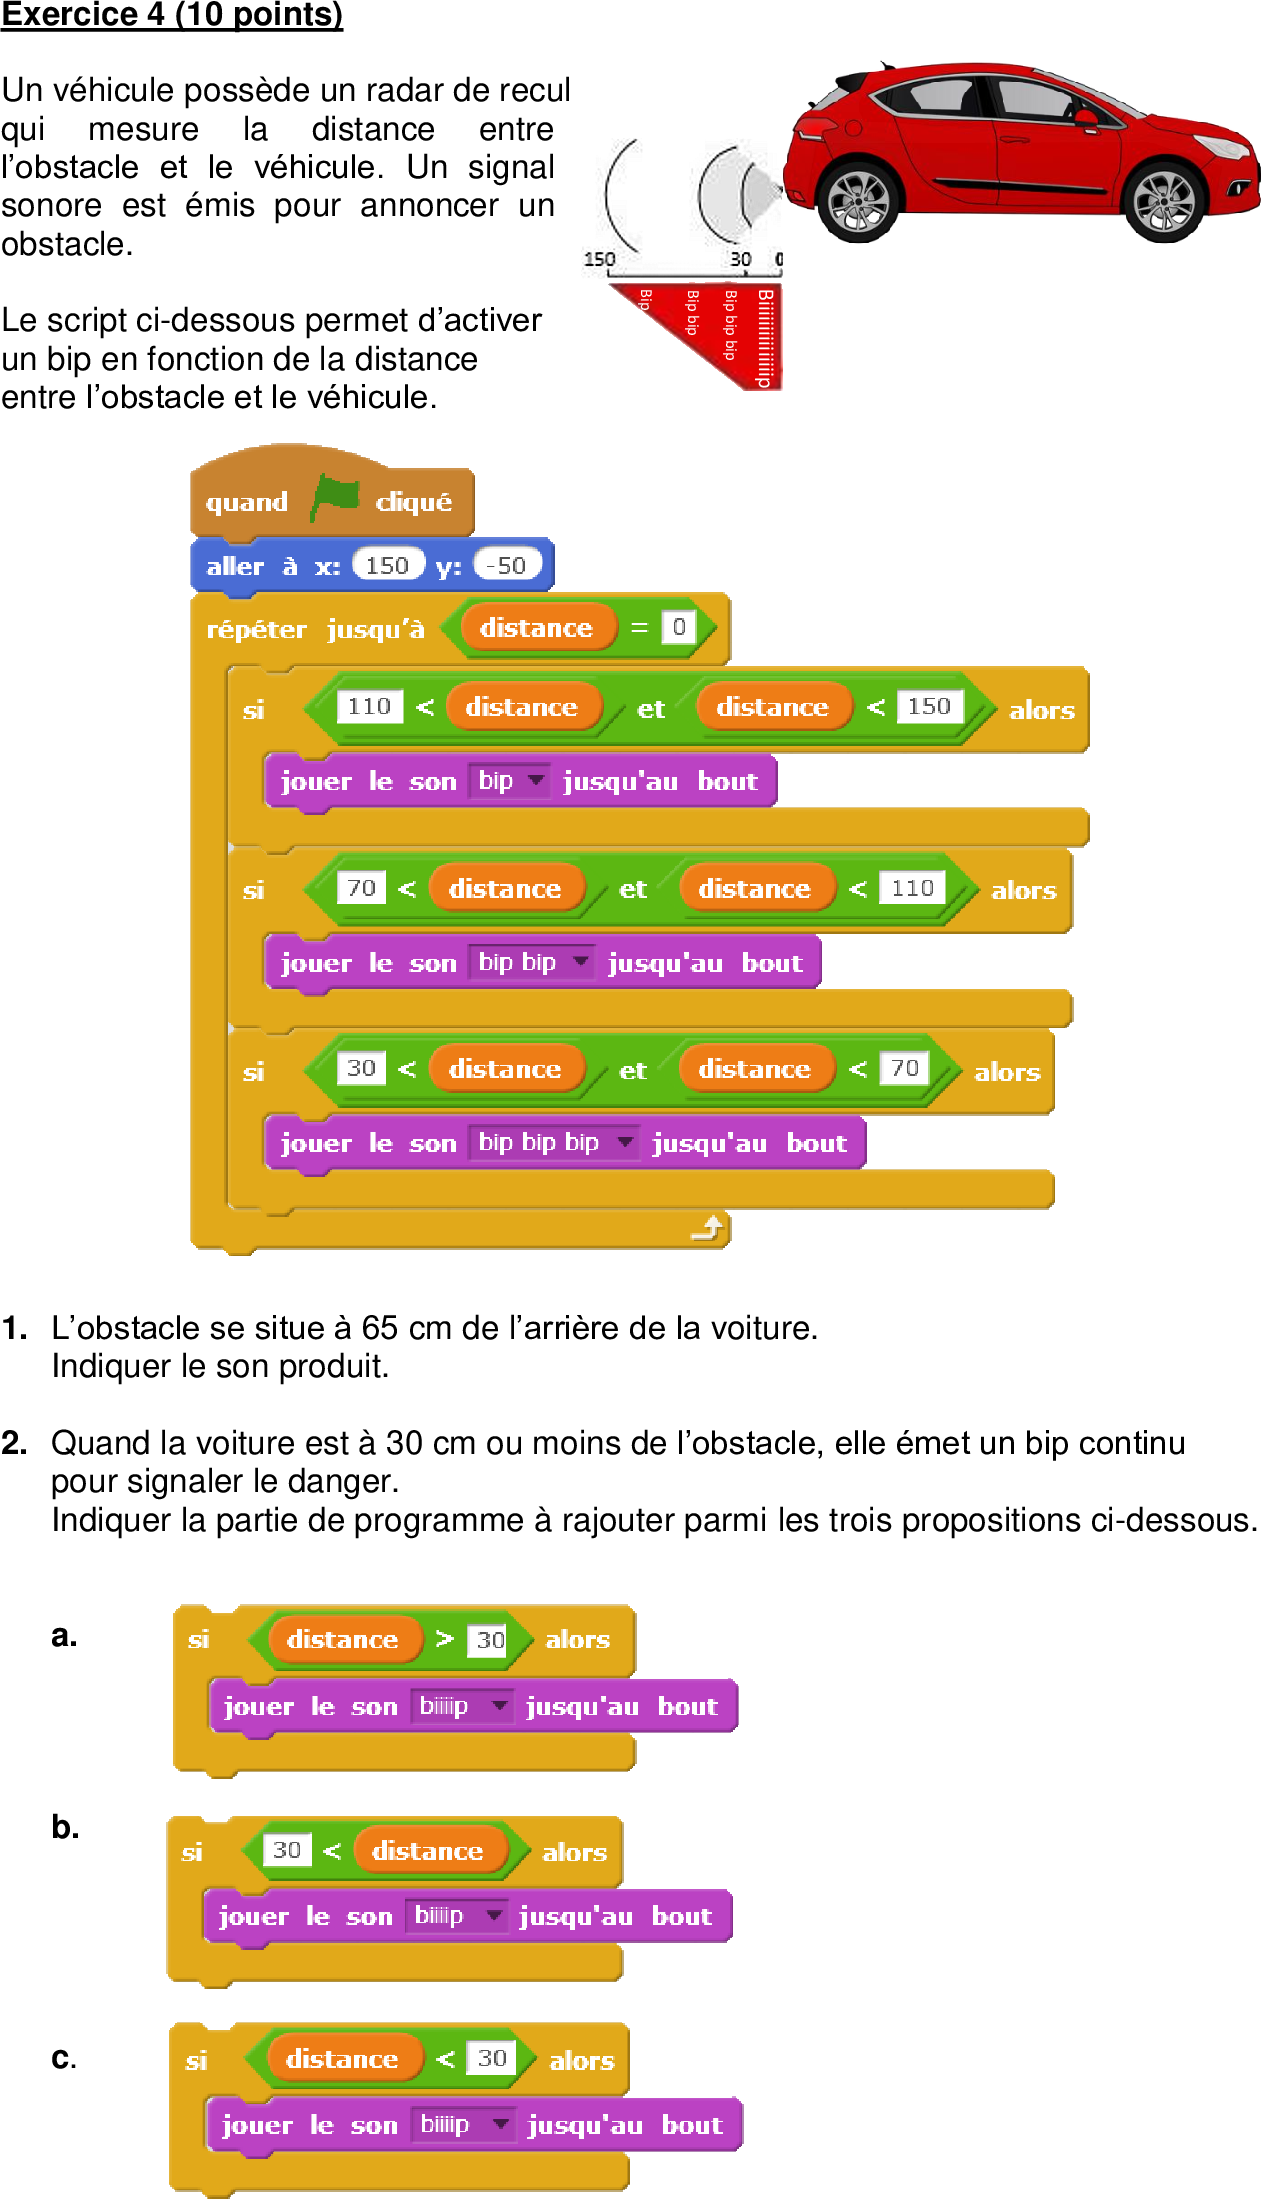 Exercice 4 (10 points)
Un véhicule possède un radar de recul
qui mesure la distance entre
l'obstacle et le véhicule. Un signal
sonore est émis pour annoncer un
obstacle.
150 30 0
Bip
Bip bip
Bip bip bip
Le script ci-dessous permet d'activer
un bip en fonction de la distance
entre l'obstacle et le véhicule.
quand cliqué
aller à x: 150 y: -50
répéter jusqu'à distance = 0
si 110 < distance et distance < 150 alors
jouer le son bip jusqu'au bout
si 70 < distance et distance < 110 alors
jouer le son bip bip jusqu'au bout
si 30 < distance et distance < 70 alors
jouer le son bip bip bip jusqu'au bout
1. L'obstacle se situe à 65 cm de l'arrière de la voiture.
Indiquer le son produit.
2. Quand la voiture est à 30 cm ou moins de l'obstacle, elle émet un bip continu
pour signaler le danger.
Indiquer la partie de programme à rajouter parmi les trois propositions ci-dessous.
a. si distance > 30 alors
jouer le son biiiip jusqu'au bout
b. si 30 < distance alors
jouer le son biiiip jusqu'au bout
c. si distance < 30 alors
jouer le son biiiip jusqu'au bout